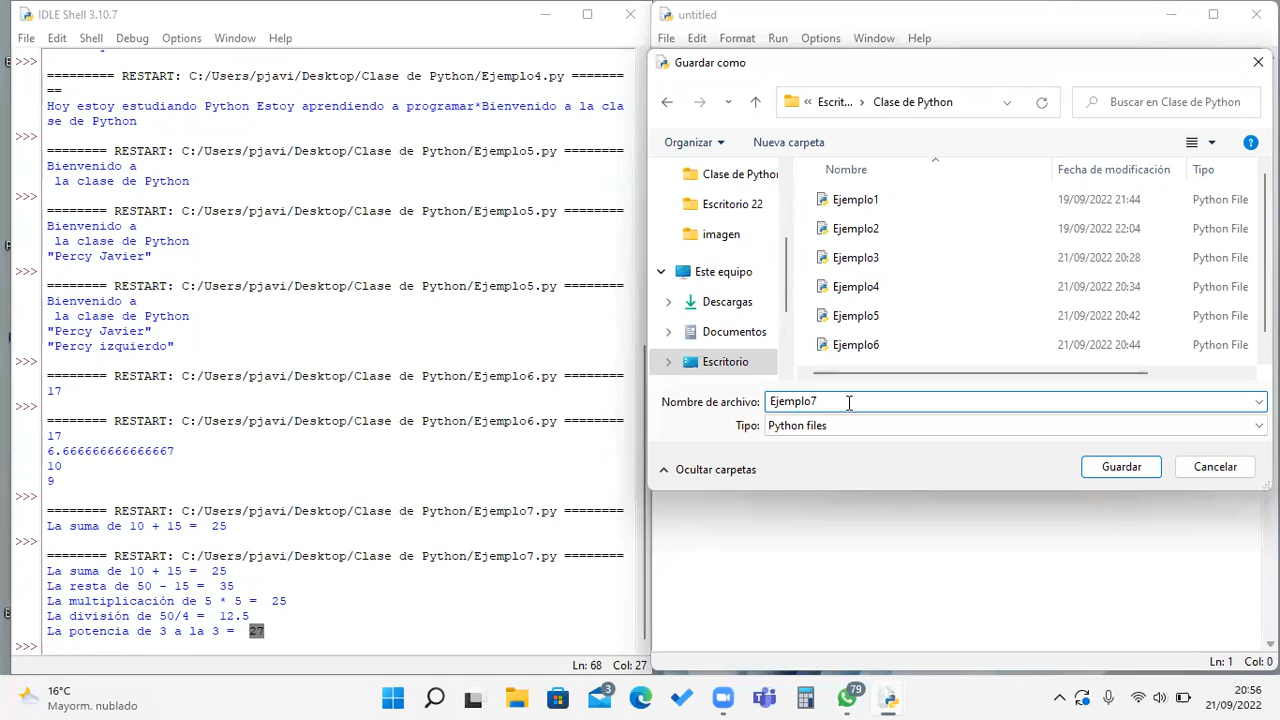 IDLE Shell 3.10.7
File Edit Shell Debug Options Window Help
>>>
========= RESTART: C:/Users/pjavi/Desktop/Clase de Python/Ejemplo4.py =======
==
Hoy estoy estudiando Python Estoy aprendiendo a programar*Bienvenido a la cla
se de Python
>>>
======== RESTART: C:/Users/pjavi/Desktop/Clase de Python/Ejemplo5.py ========
Bienvenido a
 la clase de Python
>>>
======== RESTART: C:/Users/pjavi/Desktop/Clase de Python/Ejemplo5.py ========
Bienvenido a
 la clase de Python
"Percy Javier"
>>>
======== RESTART: C:/Users/pjavi/Desktop/Clase de Python/Ejemplo5.py ========
Bienvenido a
 la clase de Python
"Percy Javier"
"Percy izquierdo"
>>>
======== RESTART: C:/Users/pjavi/Desktop/Clase de Python/Ejemplo6.py ========
17
>>>
======== RESTART: C:/Users/pjavi/Desktop/Clase de Python/Ejemplo6.py ========
17
6.666666666666667
10
9
>>>
======== RESTART: C:/Users/pjavi/Desktop/Clase de Python/Ejemplo7.py ========
La suma de 10 + 15 =  25
>>>
======== RESTART: C:/Users/pjavi/Desktop/Clase de Python/Ejemplo7.py ========
La suma de 10 + 15 =  25
La resta de 50 - 15 =  35
La multiplicación de 5 * 5 =  25
La división de 50/4 =  12.5
La potencia de 3 a la 3 =  27
>>>
Ln: 68 Col: 27
untitled
File Edit Format Run Options Window Help
Guardar como
« Escrit... > Clase de Python
Buscar en Clase de Python
Organizar Nueva carpeta
Clase de Python
Escritorio 22
imagen
Este equipo
Descargas
Documentos
Escritorio
Nombre Fecha de modificación Tipo
Ejemplo1 19/09/2022 21:44 Python File
Ejemplo2 19/09/2022 22:04 Python File
Ejemplo3 21/09/2022 20:28 Python File
Ejemplo4 21/09/2022 20:34 Python File
Ejemplo5 21/09/2022 20:42 Python File
Ejemplo6 21/09/2022 20:44 Python File
Nombre de archivo: Ejemplo7
Tipo: Python files
Ocultar carpetas
Guardar Cancelar
Ln: 1 Col: 0
16°C
Mayorm. nublado
3
79
20:56
21/09/2022